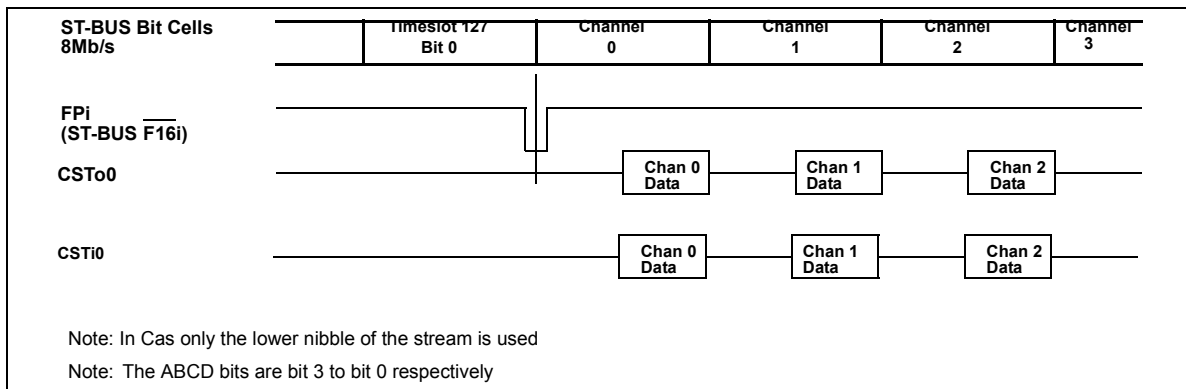 ST-BUS Bit Cells
8Mb/s
Timeslot 127
Bit 0
Channel
0
Channel
1
Channel
2
Channel
3
FPi
(ST-BUS F16i)
CSTo0
Chan 0
Data
Chan 1
Data
Chan 2
Data
CSTi0
Chan 0
Data
Chan 1
Data
Chan 2
Data
Note: In Cas only the lower nibble of the stream is used
Note: The ABCD bits are bit 3 to bit 0 respectively